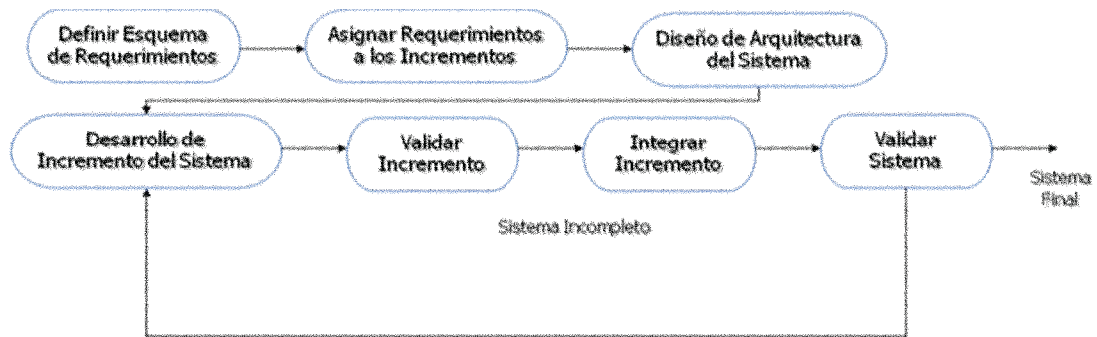 Definir Esquema
de Requerimientos
Asignar Requerimientos
a los Incrementos
Diseño de Arquitectura
del Sistema
Desarrollo de
Incremento del Sistema
Validar
Incremento
Integrar
Incremento
Validar
Sistema
Sistema
Final
Sistema Incompleto